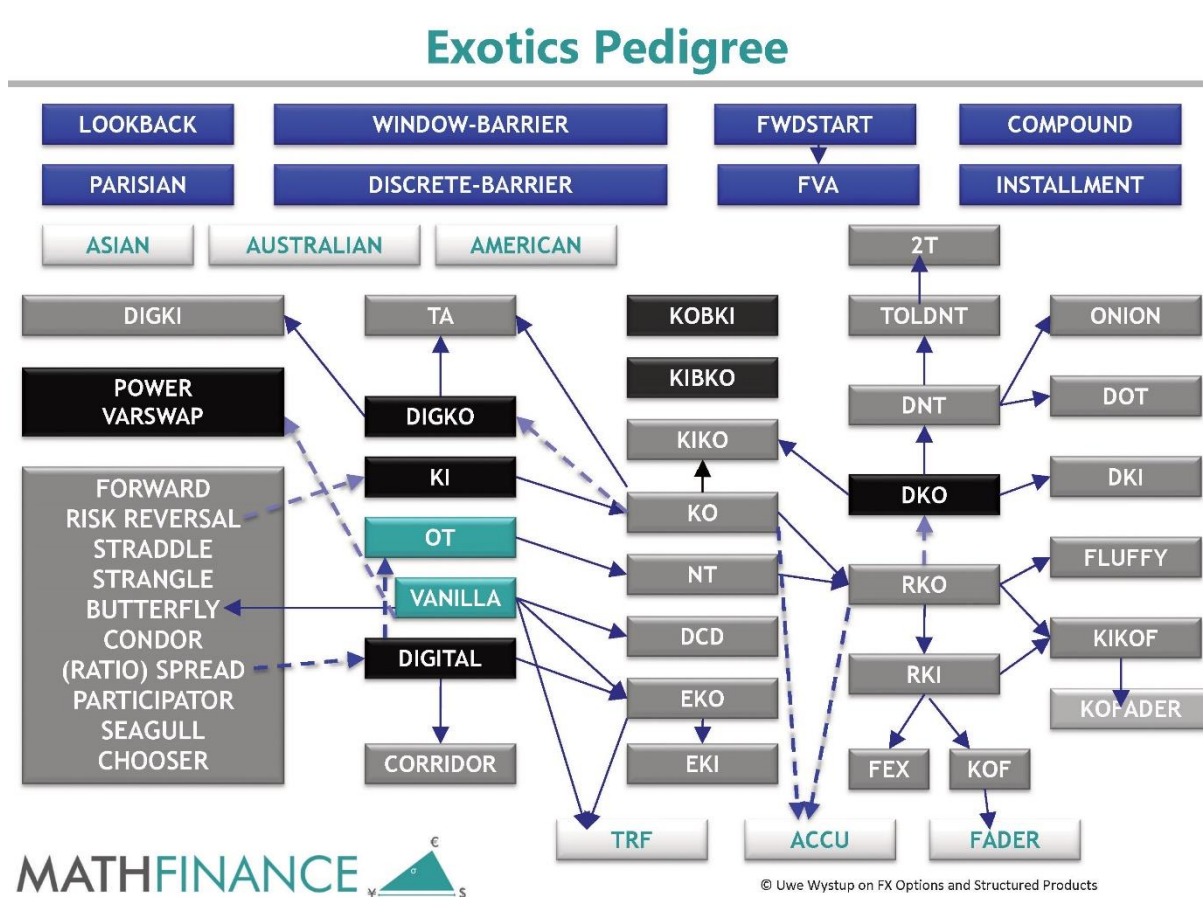 Exotics Pedigree
LOOKBACK
WINDOW-BARRIER
FWDSTART
COMPOUND
PARISIAN
DISCRETE-BARRIER
FVA
INSTALLMENT
ASIAN
AUSTRALIAN
AMERICAN
2T
DIGKI
TA
KOBKI
TOLDNT
ONION
POWER
VARSWAP
DIGKO
KIBKO
DNT
DOT
KIKO
FORWARD
RISK REVERSAL
STRADDLE
STRANGLE
BUTTERFLY
CONDOR
(RATIO) SPREAD
PARTICIPATOR
SEAGULL
CHOOSER
KI
KO
DKO
DKI
OT
NT
RKO
FLUFFY
VANILLA
DCD
KIKOF
DIGITAL
EKO
RKI
KOFADER
CORRIDOR
EKI
FEX
KOF
TRF
ACCU
FADER
MATHFINANCE
€
σ
¥
$
© Uwe Wystup on FX Options and Structured Products